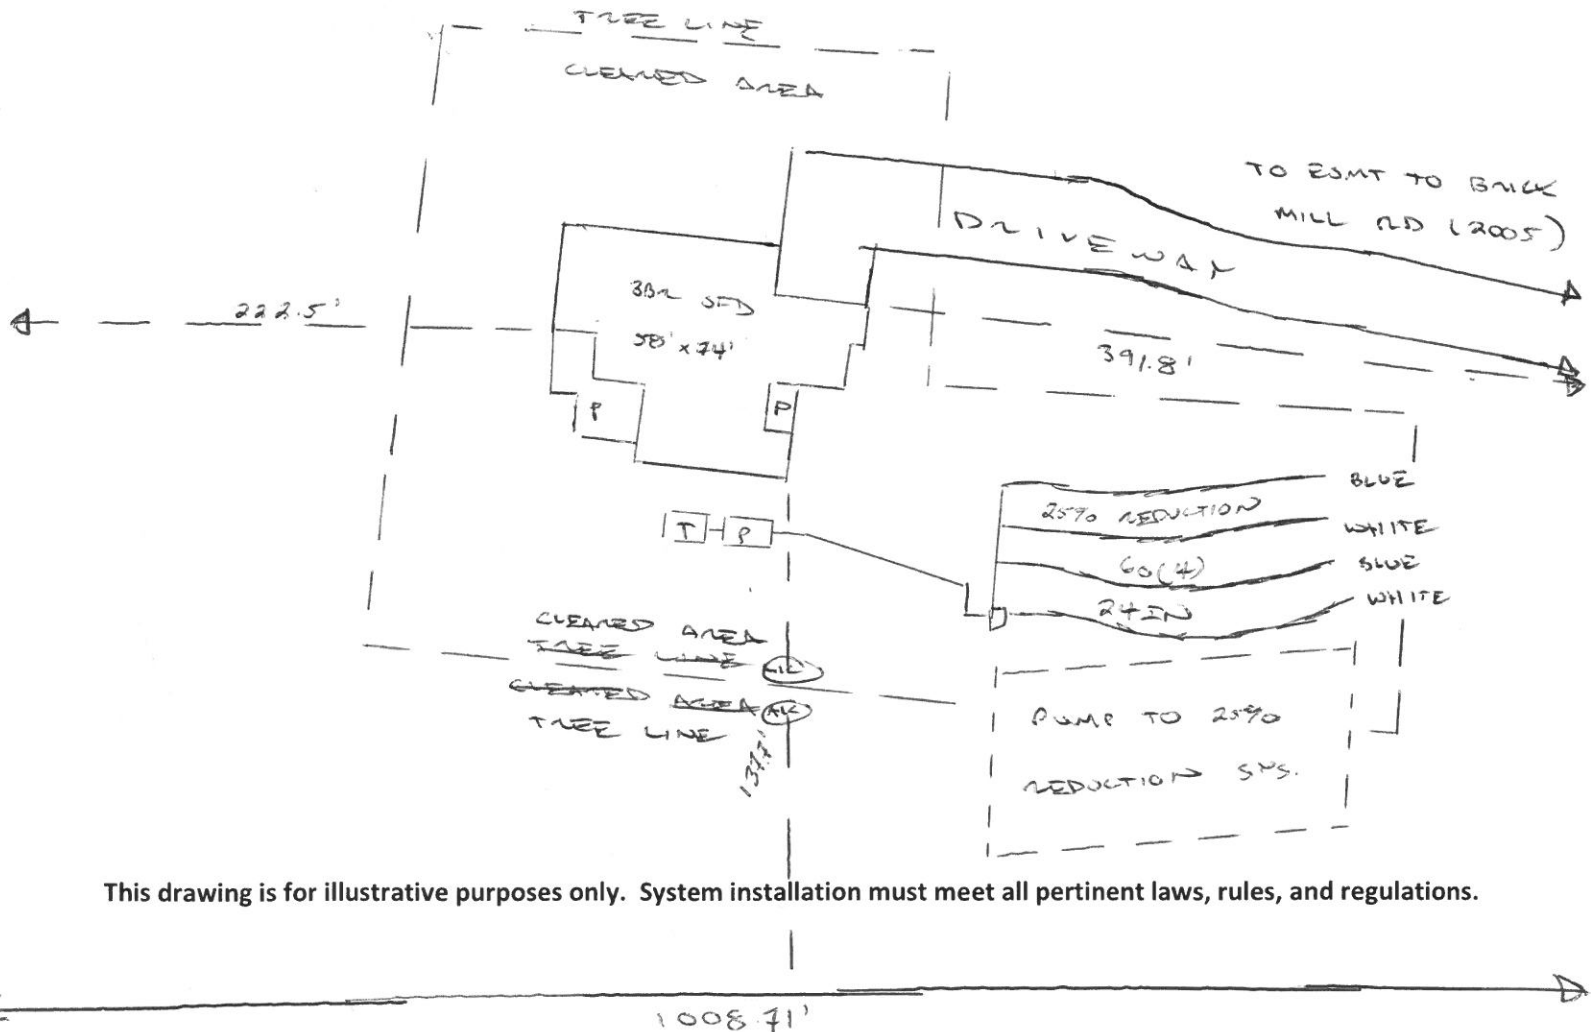 TREE LINE
CLEARED AREA
TO ESMT TO BRICK
MILL RD (2005)
DRIVEWAY
222.5'
3BR SFD
58' x 74'
391.8'
P
P
BLUE
25% REDUCTION
WHITE
T
P
60(4)
BLUE
24IN
WHITE
CLEARED AREA
TREE LINE
CLEARED AREA
AK
TREE LINE
137.7'
PUMP TO 25%
REDUCTION SYS.
This drawing is for illustrative purposes only. System installation must meet all pertinent laws, rules, and regulations.
1008.71'